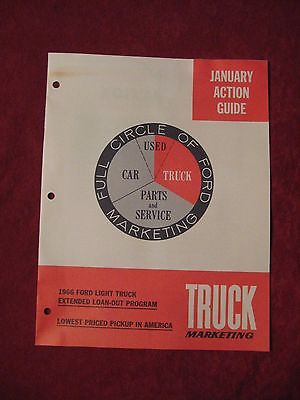 JANUARY
ACTION
GUIDE
FULL CIRCLE OF FORD
MARKETING
USED
CAR
TRUCK
PARTS
and
SERVICE
1966 FORD LIGHT TRUCK
EXTENDED LOAN-OUT PROGRAM
LOWEST-PRICED PICKUP IN AMERICA
TRUCK
MARKETING